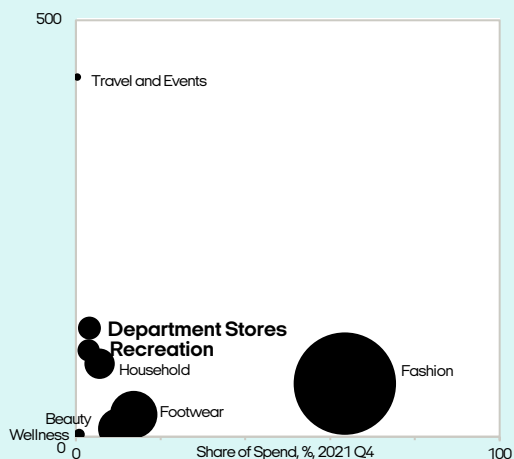 500
Travel and Events
Department Stores
Recreation
Household
Fashion
Footwear
Beauty
Wellness
0
0
Share of Spend, %, 2021 Q4
100